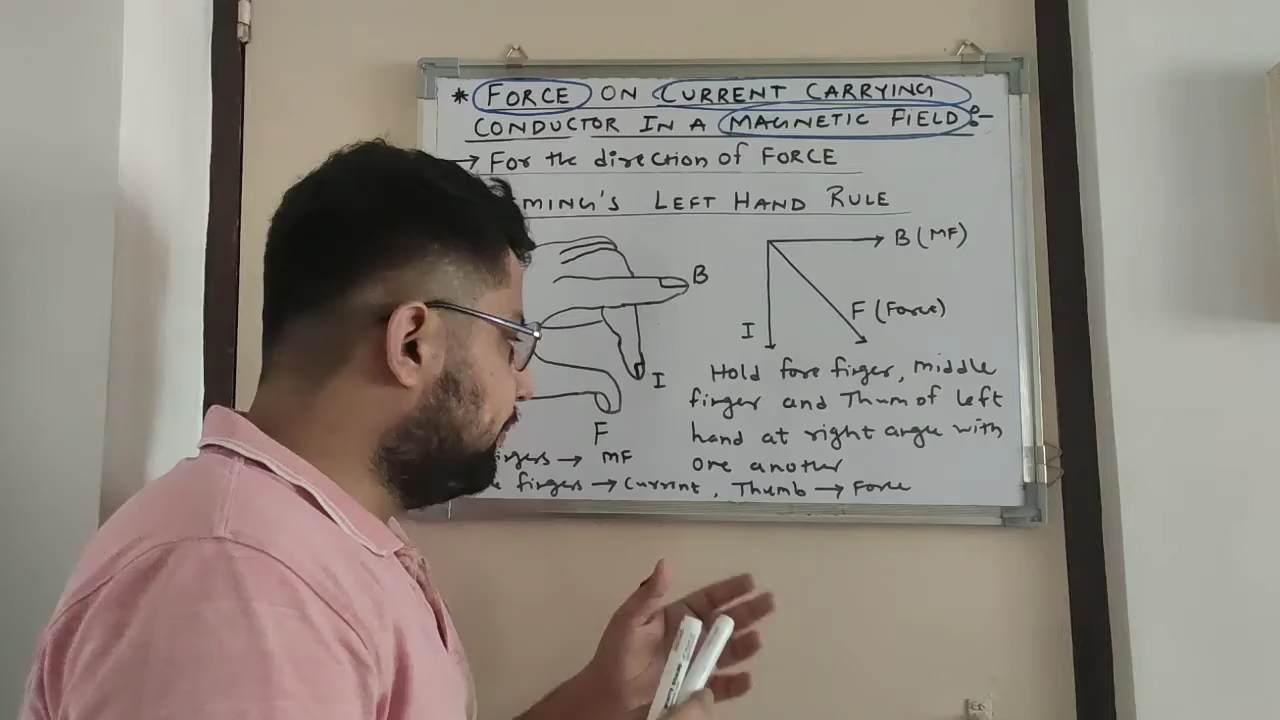 * FORCE ON CURRENT CARRYING
CONDUCTOR IN A MAGNETIC FIELD :-
→ For the direction of FORCE
LEFT HAND RULE
B
I
F
B (MF)
F (Force)
I
Hold fore finger, middle
finger and Thum of left
hand at right angle with
one another
→ MF
fingers → Current, Thumb → Force